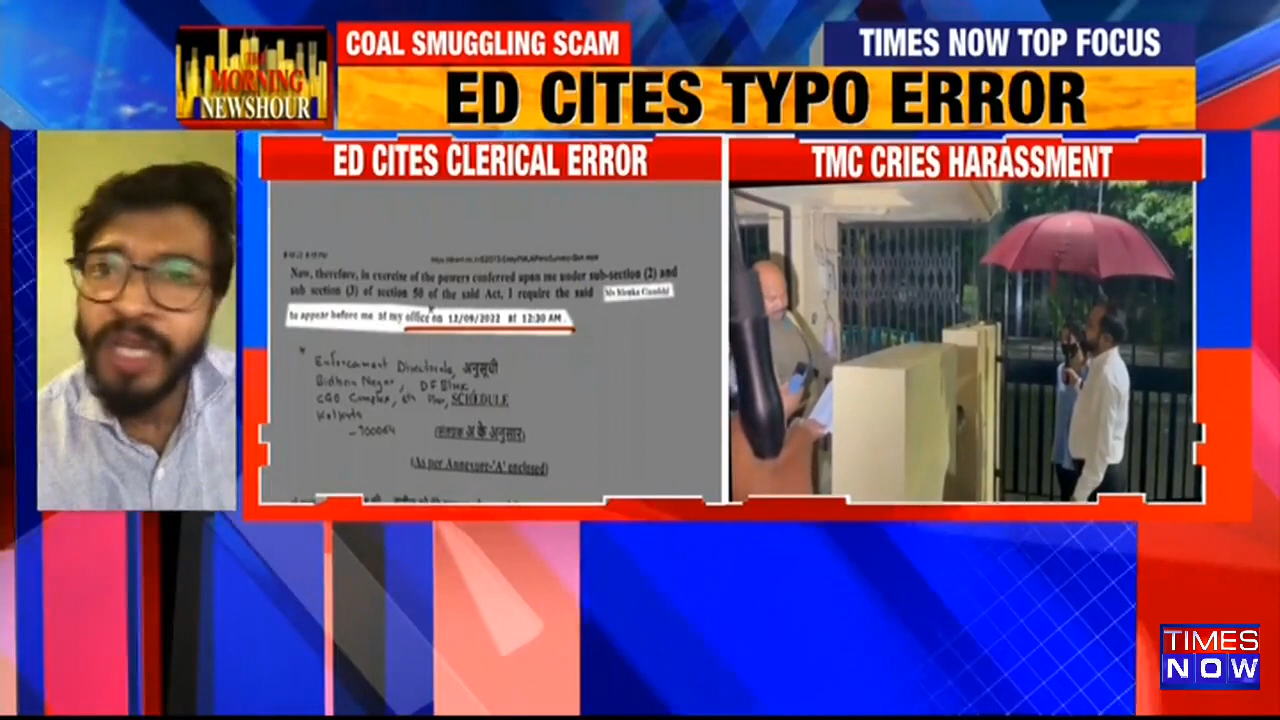 COAL SMUGGLING SCAM
TIMES NOW TOP FOCUS
THE
MORNING
NEWSHOUR
ED CITES TYPO ERROR
ED CITES CLERICAL ERROR
TMC CRIES HARASSMENT
Now, therefore, in exercise of the powers conferred upon me under sub-section (2) and
sub section (3) of section 50 of the said Act, I require the said
to appear before me at my office on 12/09/2022 at 12:30 AM.
Enforcement Directorate, अनुसूची
Bidhan Nagar, DF Block,
CGO Complex, 6th Floor, SCHEDULE
Kolkata
-700064
अ के अनुसार)
(As per Annexure-'A' enclosed)
TIMES
NOW